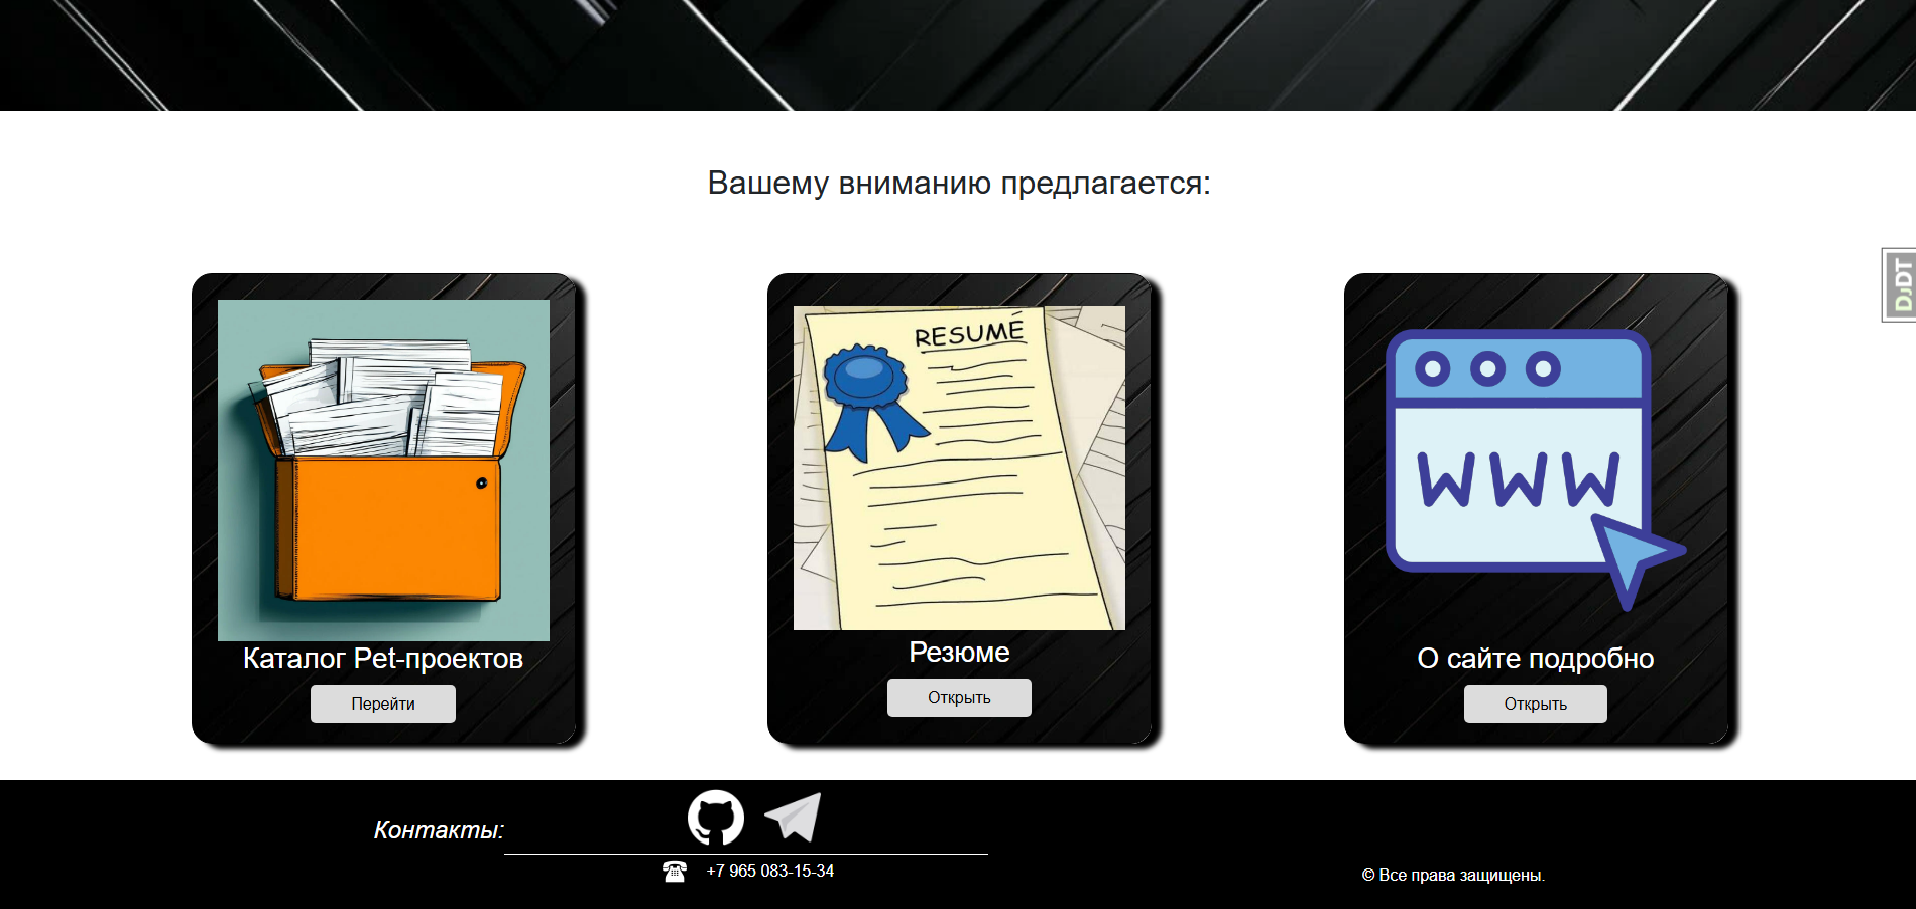 Вашему вниманию предлагается:
DJDT
RESUME
WWW
Каталог Pet-проектов
Резюме
О сайте подробно
Перейти
Открыть
Открыть
Контакты:
+7 965 083-15-34
© Все права защищены.